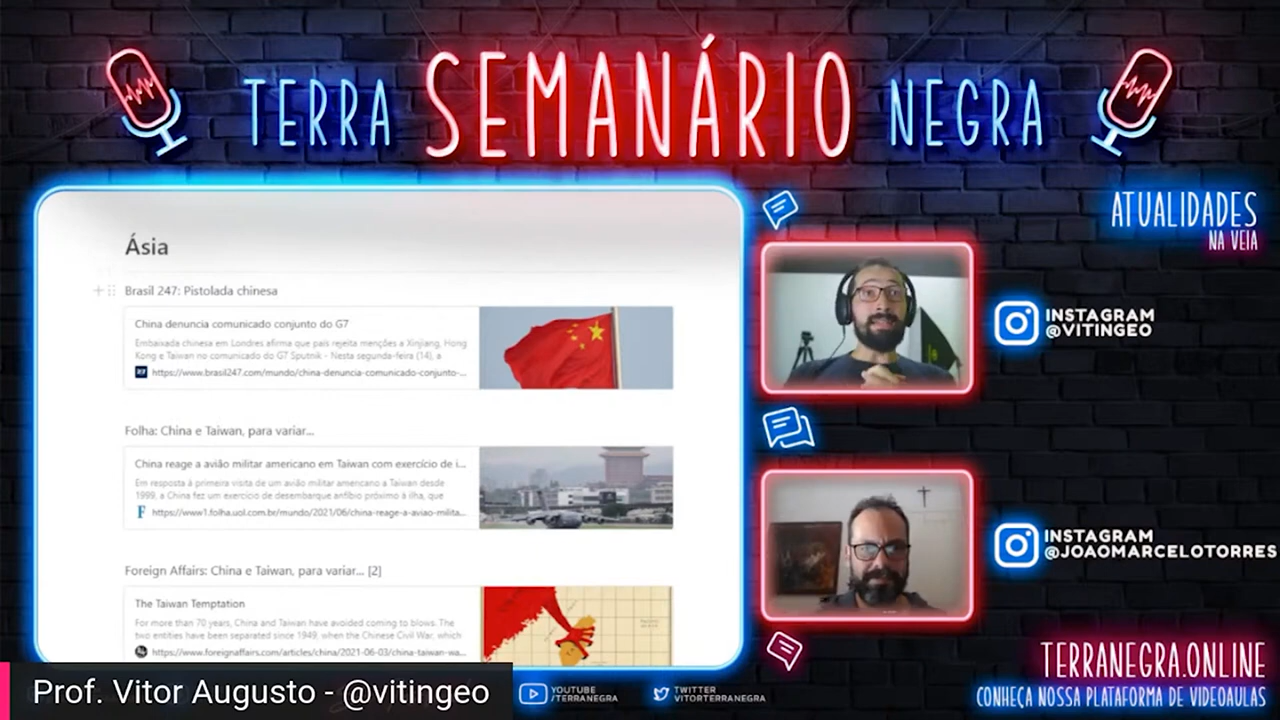 TERRA SEMANÁRIO NEGRA
ATUALIDADES
NA VEIA
Ásia
Brasil 247: Pistolada chinesa
China denuncia comunicado conjunto do G7
Embaixada chinesa em Londres afirma que país rejeita menções a Xinjiang, Hong
Kong e Taiwan no comunicado do G7 Sputnik - Nesta segunda-feira (14), a
https://www.brasil247.com/mundo/china-denuncia-comunicado-conjunto-...
Folha: China e Taiwan, para variar...
China reage a avião militar americano em Taiwan com exercício de i...
Em resposta à primeira visita de um avião militar americano a Taiwan desde
1999, a China fez um exercício de desembarque anfíbio próximo à ilha, que
F https://www1.folha.uol.com.br/mundo/2021/06/china-reage-a-aviao-milita...
Foreign Affairs: China e Taiwan, para variar... [2]
The Taiwan Temptation
For more than 70 years, China and Taiwan have avoided coming to blows. The
two entities have been separated since 1949, when the Chinese Civil War, which
https://www.foreignaffairs.com/articles/china/2021-06-03/china-taiwan-wa...
INSTAGRAM
@VITINGEO
INSTAGRAM
@JOAOMARCELOTORRES
TERRANEGRA.ONLINE
CONHEÇA NOSSA PLATAFORMA DE VIDEOAULAS
Prof. Vitor Augusto - @vitingeo
YOUTUBE
/TERRANEGRA
TWITTER
VITORTERRANEGRA